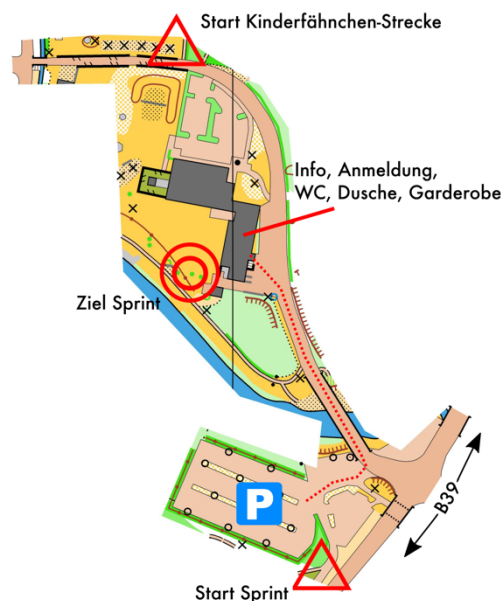 Start Kinderfähnchen-Strecke
Info, Anmeldung,
WC, Dusche, Garderobe
Ziel Sprint
P
B39
Start Sprint